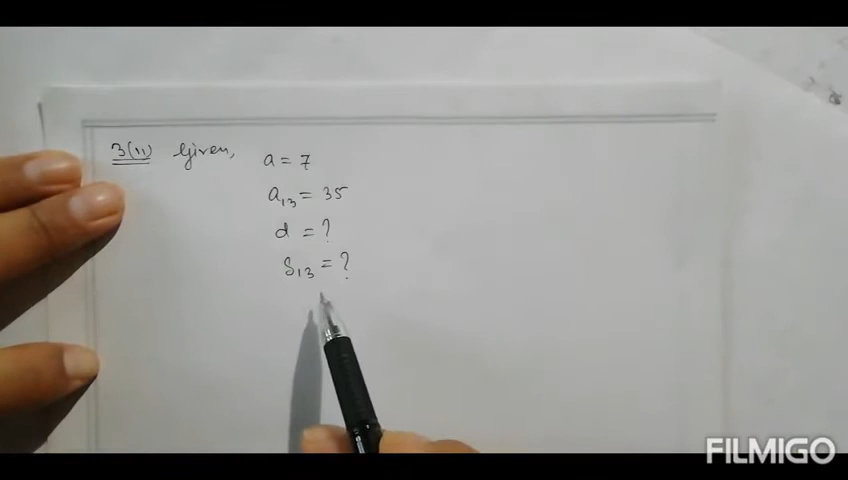 3(ii) Given, a = 7
a₁₃ = 35
d = ?
S₁₃ = ?
FILMIGO